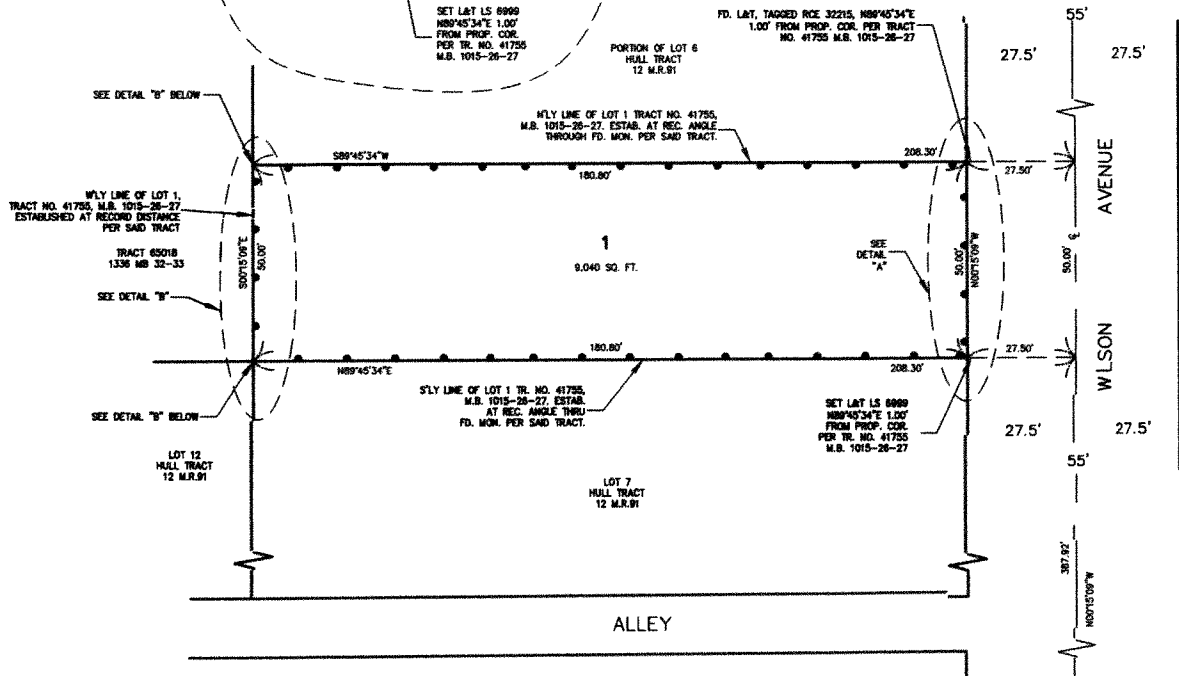 SET L&T LS 6999
N89°45'34"E 1.00'
FROM PROP. COR.
PER TR. NO. 41755
M.B. 1015-26-27
FD. L&T, TAGGED RCE 32215, N89°45'34"E
1.00' FROM PROP. COR. PER TRACT
NO. 41755 M.B. 1015-26-27
55'
27.5'
27.5'
PORTION OF LOT 6
HULL TRACT
12 M.R.91
SEE DETAIL "B" BELOW
N'LY LINE OF LOT 1 TRACT NO. 41755,
M.B. 1015-26-27, ESTAB. AT REC. ANGLE
THROUGH FD. MON. PER SAID TRACT.
S89°45'34"W
208.30'
180.80'
27.50'
AVENUE
W'LY LINE OF LOT 1,
TRACT NO. 41755, M.B. 1015-26-27
ESTABLISHED AT RECORD DISTANCE
PER SAID TRACT
TRACT 65018
1336 MB 32-33
S00°15'09"E
50.00'
1
9,040 SQ. FT.
SEE
DETAIL
"A"
50.00'
N00°15'09"W
50.00'
℄
SEE DETAIL "B"
180.80'
27.50'
N89°45'34"E
208.30'
WLSON
S'LY LINE OF LOT 1 TR. NO. 41755,
M.B. 1015-26-27, ESTAB.
AT REC. ANGLE THRU
FD. MON. PER SAID TRACT.
SEE DETAIL "B" BELOW
SET L&T LS 6999
N89°45'34"E 1.00'
FROM PROP. COR.
PER TR. NO. 41755
M.B. 1015-26-27
27.5'
27.5'
55'
LOT 12
HULL TRACT
12 M.R.91
LOT 7
HULL TRACT
12 M.R.91
387.92'
N00°15'09"W
ALLEY